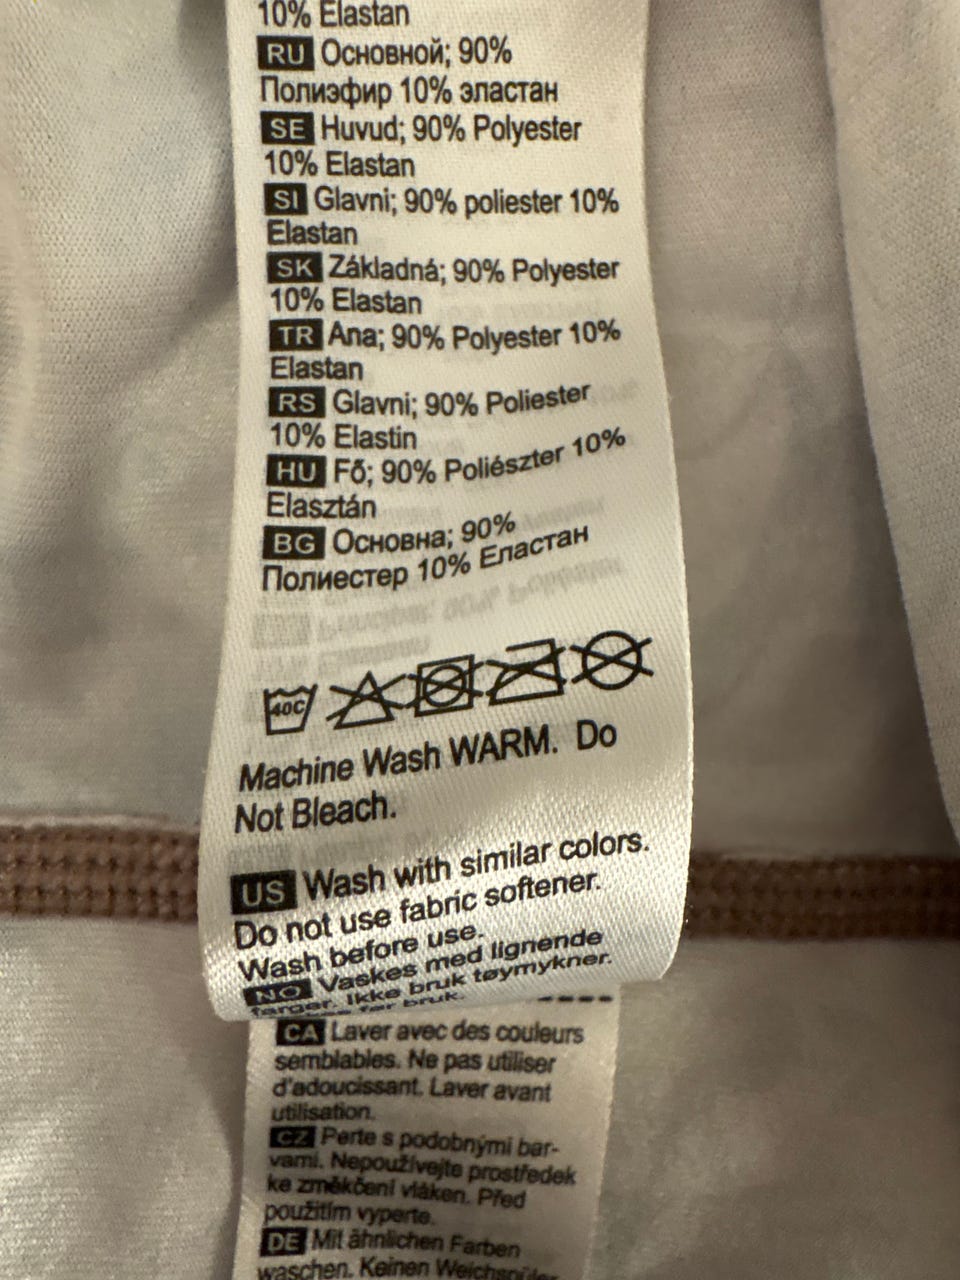 10% Elastan
RU Основной; 90%
Полиэфир 10% эластан
SE Huvud; 90% Polyester
10% Elastan
SI Glavni; 90% poliester 10%
Elastan
SK Základná; 90% Polyester
10% Elastan
TR Ana; 90% Polyester 10%
Elastan
RS Glavni; 90% Poliester
10% Elastin
HU Fő; 90% Poliészter 10%
Elasztán
BG Основна; 90%
Полиестер 10% Еластан
40C
Machine Wash WARM. Do
Not Bleach.
US Wash with similar colors.
Do not use fabric softener.
Wash before use.
NO Vaskes med lignende
farger. Ikke bruk tøymykner.
før bruk.
CA Laver avec des couleurs
semblables. Ne pas utiliser
d'adoucissant. Laver avant
utilisation.
CZ Perte s podobnými bar-
vami. Nepoužívejte prostředek
ke změkčení vláken. Před
použitím vyperte.
DE Mit ähnlichen Farben
waschen. Keinen Weichspüler